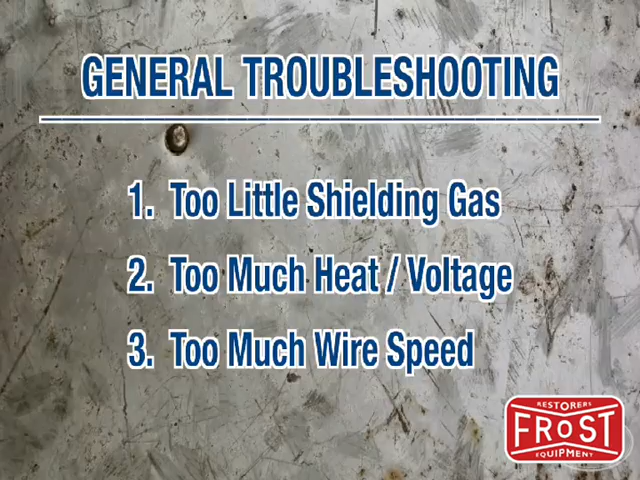 GENERAL TROUBLESHOOTING
1. Too Little Shielding Gas
2. Too Much Heat / Voltage
3. Too Much Wire Speed
RESTORERS
FROST
EQUIPMENT